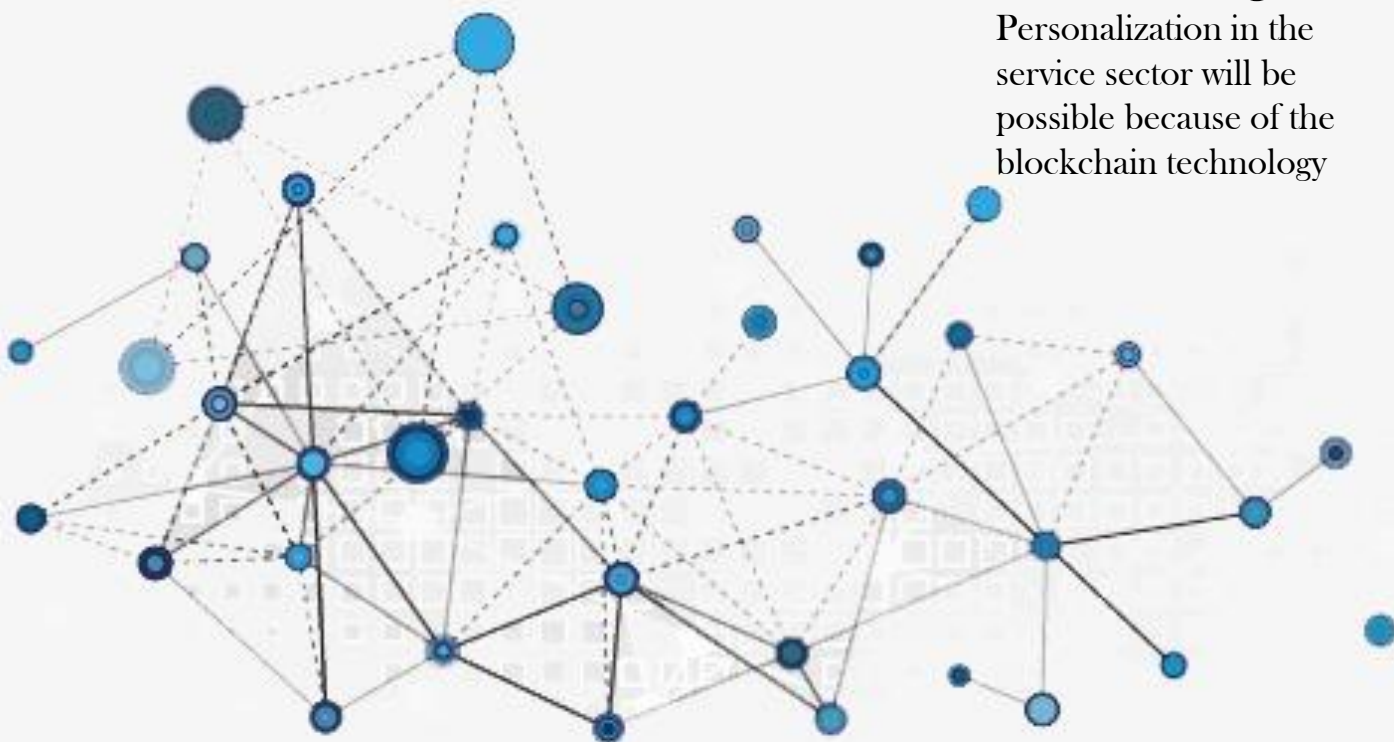 Personalization in the
service sector will be
possible because of the
blockchain technology